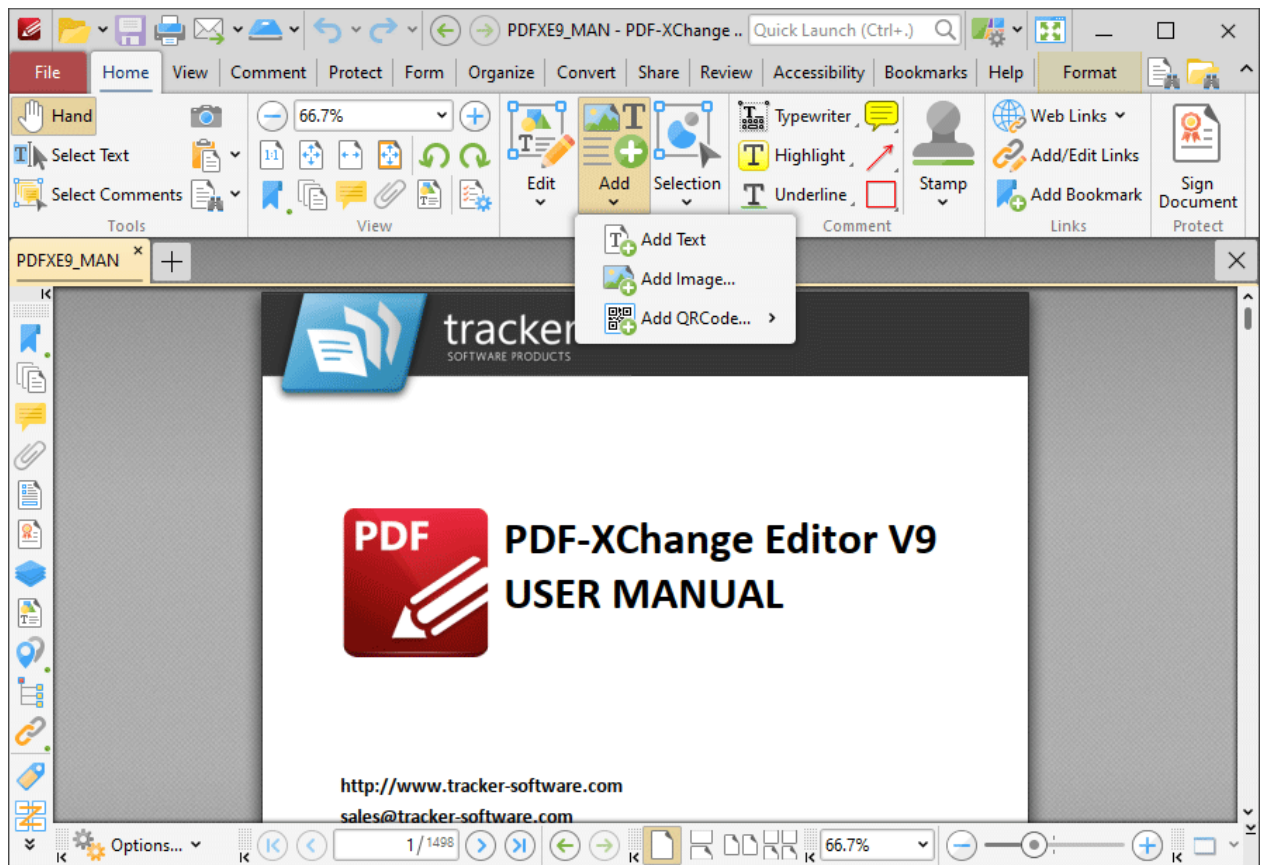 PDFXE9_MAN - PDF-XChange ..
Quick Launch (Ctrl+.)
File Home View Comment Protect Form Organize Convert Share Review Accessibility Bookmarks Help Format
Hand
Select Text
Select Comments
Tools
66.7%
1:1
View
Edit
Add
Selection
Typewriter
Highlight
Underline
Stamp
Comment
Web Links
Add/Edit Links
Add Bookmark
Links
Sign
Document
Protect
Add Text
Add Image...
Add QRCode...
PDFXE9_MAN
tracker
SOFTWARE PRODUCTS
PDF
PDF-XChange Editor V9
USER MANUAL
http://www.tracker-software.com
sales@tracker-software.com
Options...
1/1498
66.7%